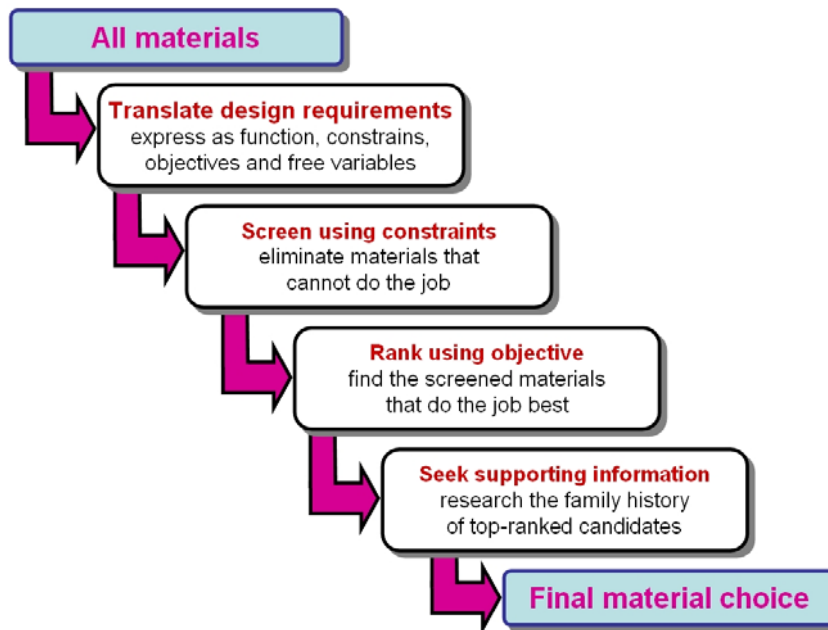 All materials
Translate design requirements
express as function, constrains,
objectives and free variables
Screen using constraints
eliminate materials that
cannot do the job
Rank using objective
find the screened materials
that do the job best
Seek supporting information
research the family history
of top-ranked candidates
Final material choice